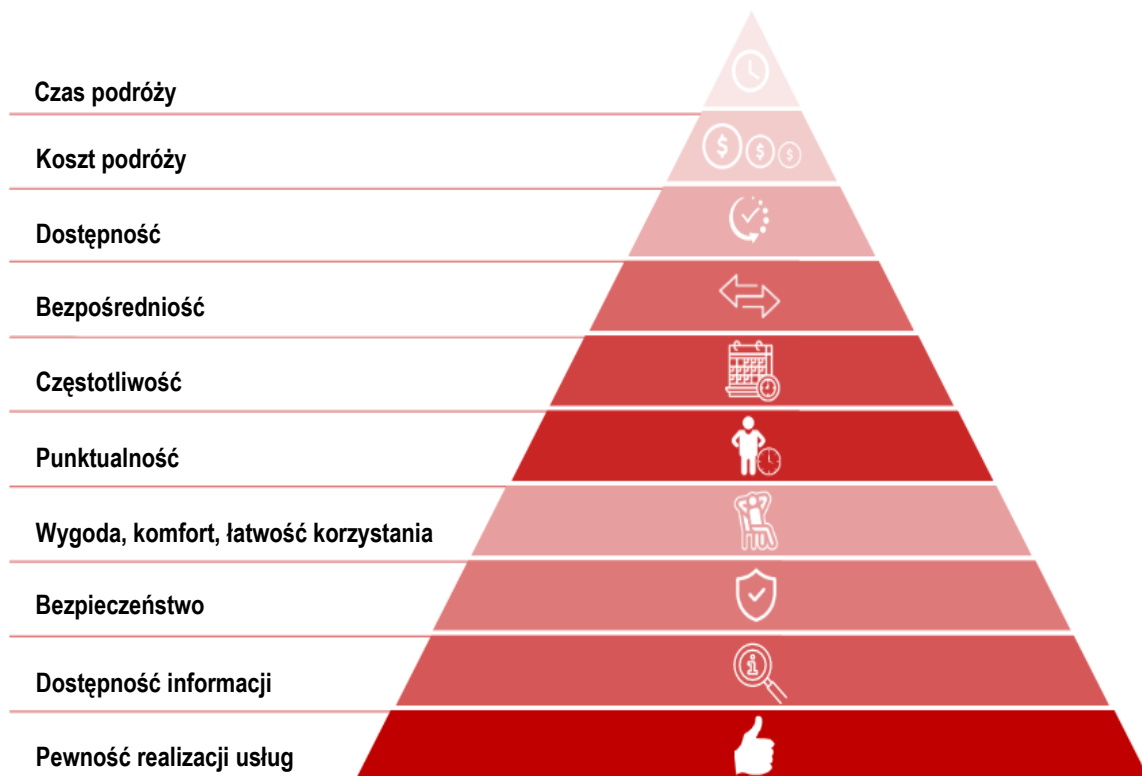 Czas podróży
Koszt podróży
Dostępność
Bezpośredniość
Częstotliwość
Punktualność
Wygoda, komfort, łatwość korzystania
Bezpieczeństwo
Dostępność informacji
Pewność realizacji usług